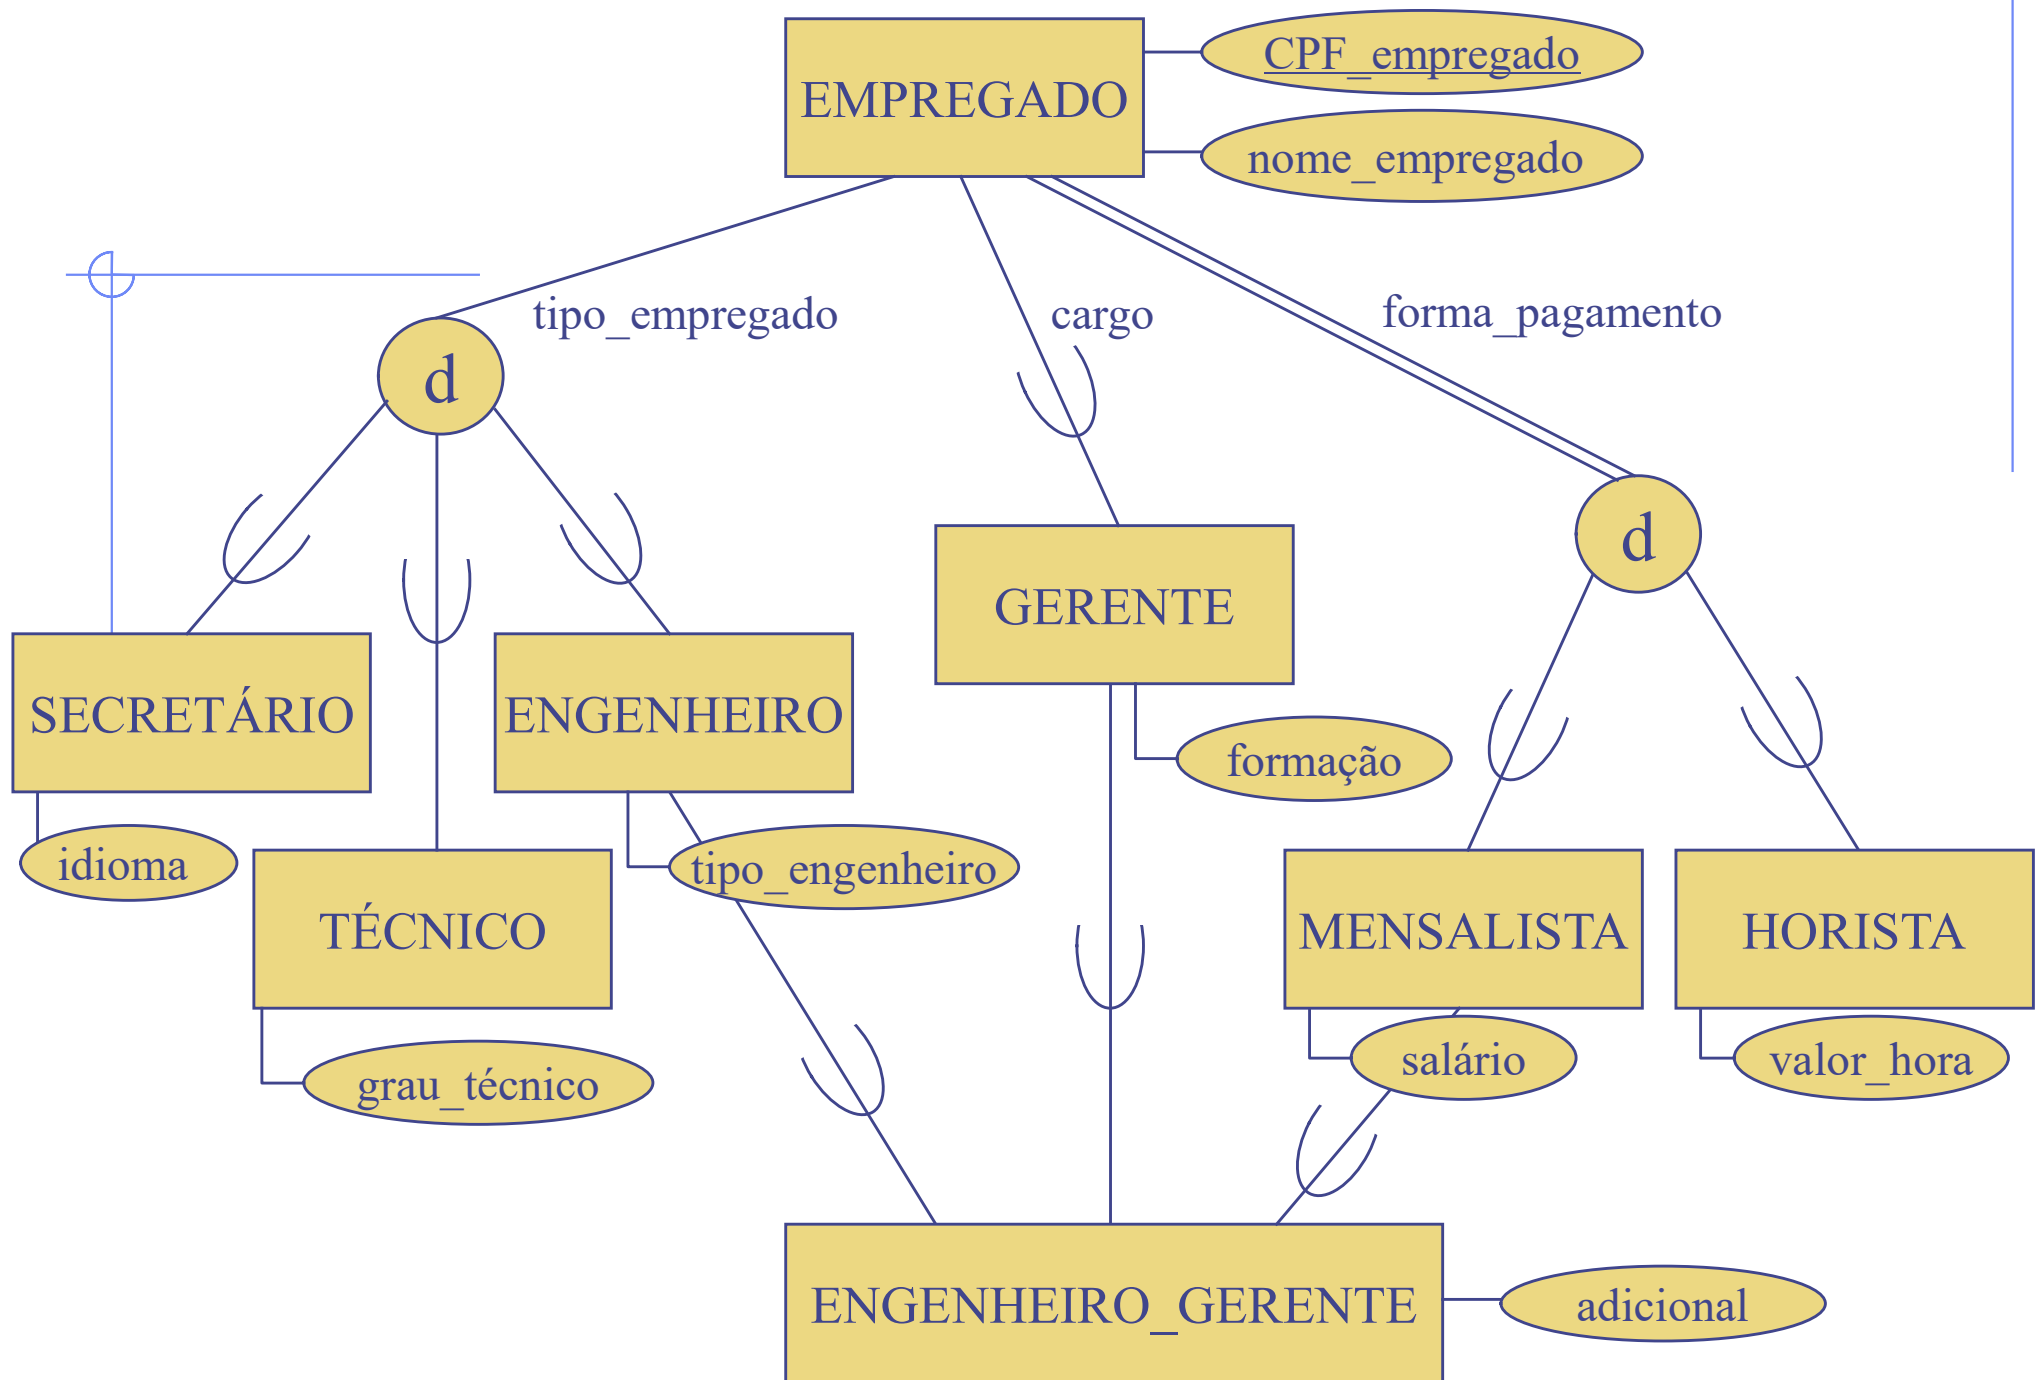 EMPREGADO
CPF_empregado
nome_empregado
tipo_empregado
cargo
forma_pagamento
d
d
GERENTE
SECRETÁRIO
ENGENHEIRO
formação
idioma
tipo_engenheiro
TÉCNICO
MENSALISTA
HORISTA
grau_técnico
salário
valor_hora
ENGENHEIRO_GERENTE
adicional